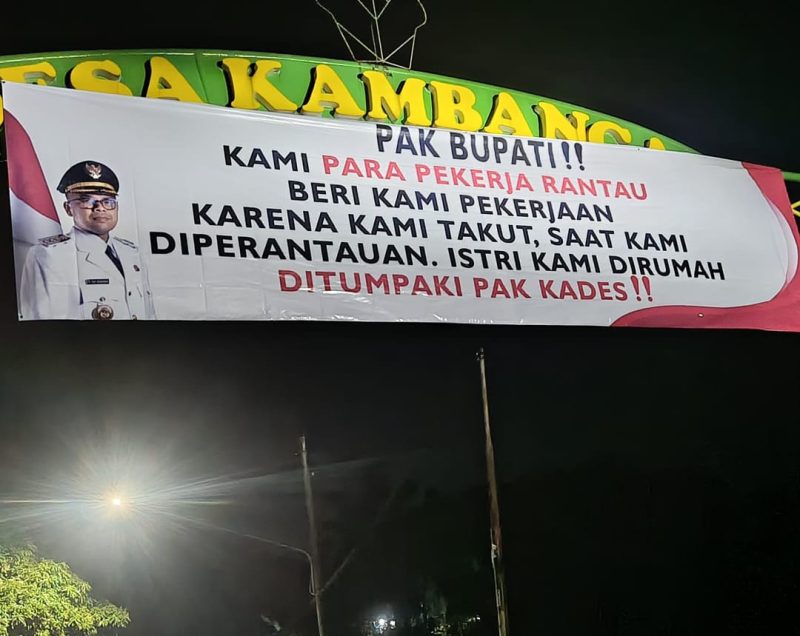 ESA KAMBANGA
PAK BUPATI!!
KAMI PARA PEKERJA RANTAU
BERI KAMI PEKERJAAN
KARENA KAMI TAKUT, SAAT KAMI
DIPERANTAUAN. ISTRI KAMI DIRUMAH
DITUMPAKI PAK KADES!!